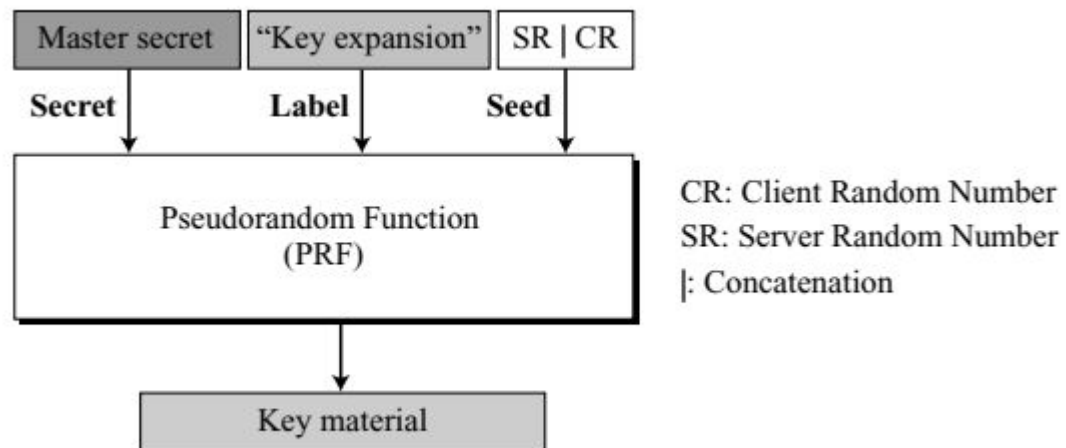 Master secret
“Key expansion”
SR | CR
Secret
Label
Seed
Pseudorandom Function
(PRF)
CR: Client Random Number
SR: Server Random Number
|: Concatenation
Key material